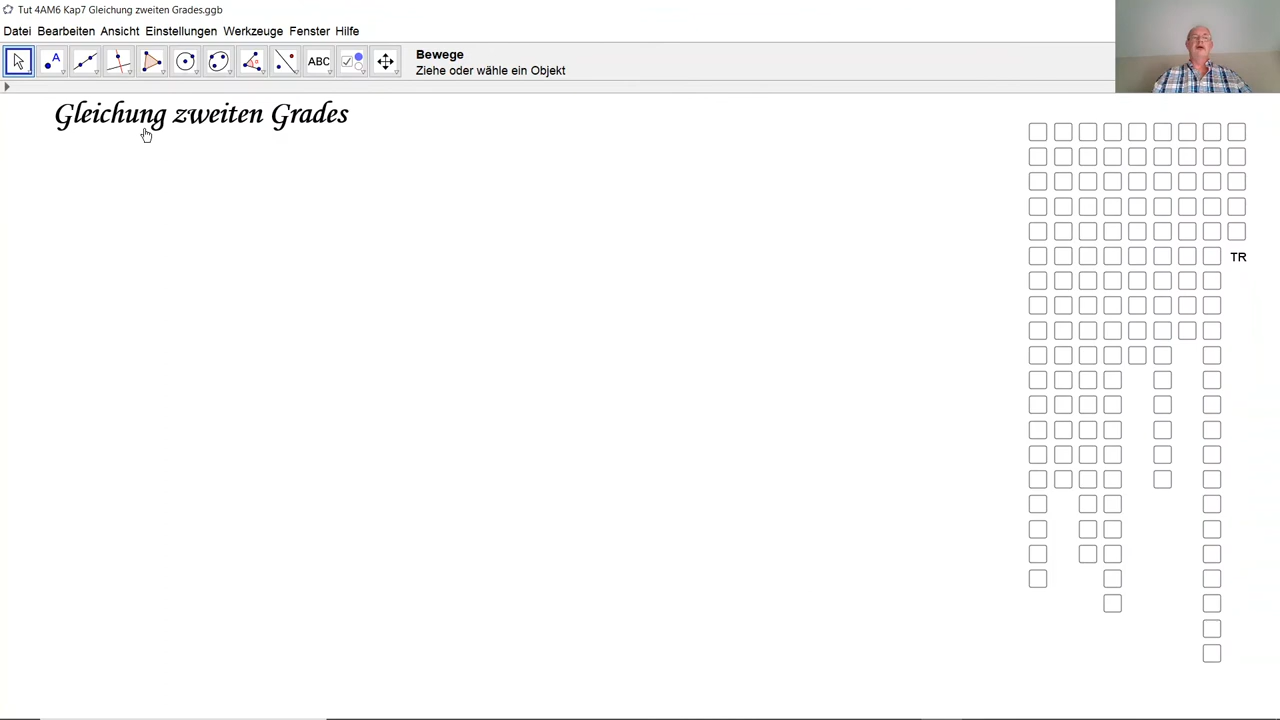 Tut 4AM6 Kap7 Gleichung zweiten Grades.ggb
Datei Bearbeiten Ansicht Einstellungen Werkzeuge Fenster Hilfe
A
ABC
Bewege
Ziehe oder wähle ein Objekt
Gleichung zweiten Grades
TR